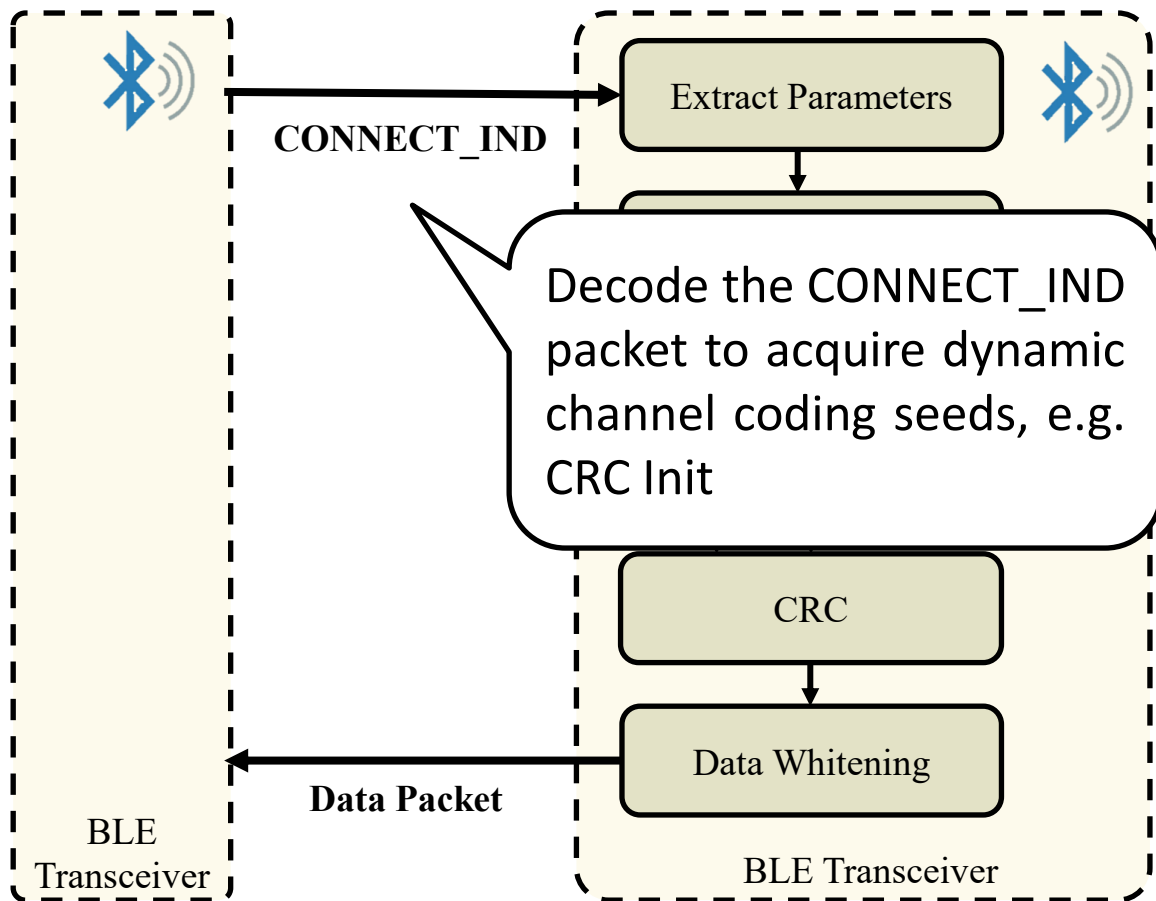 Extract Parameters
CONNECT_IND
Decode the CONNECT_IND
packet to acquire dynamic
channel coding seeds, e.g.
CRC Init
CRC
Data Whitening
Data Packet
BLE
Transceiver
BLE Transceiver